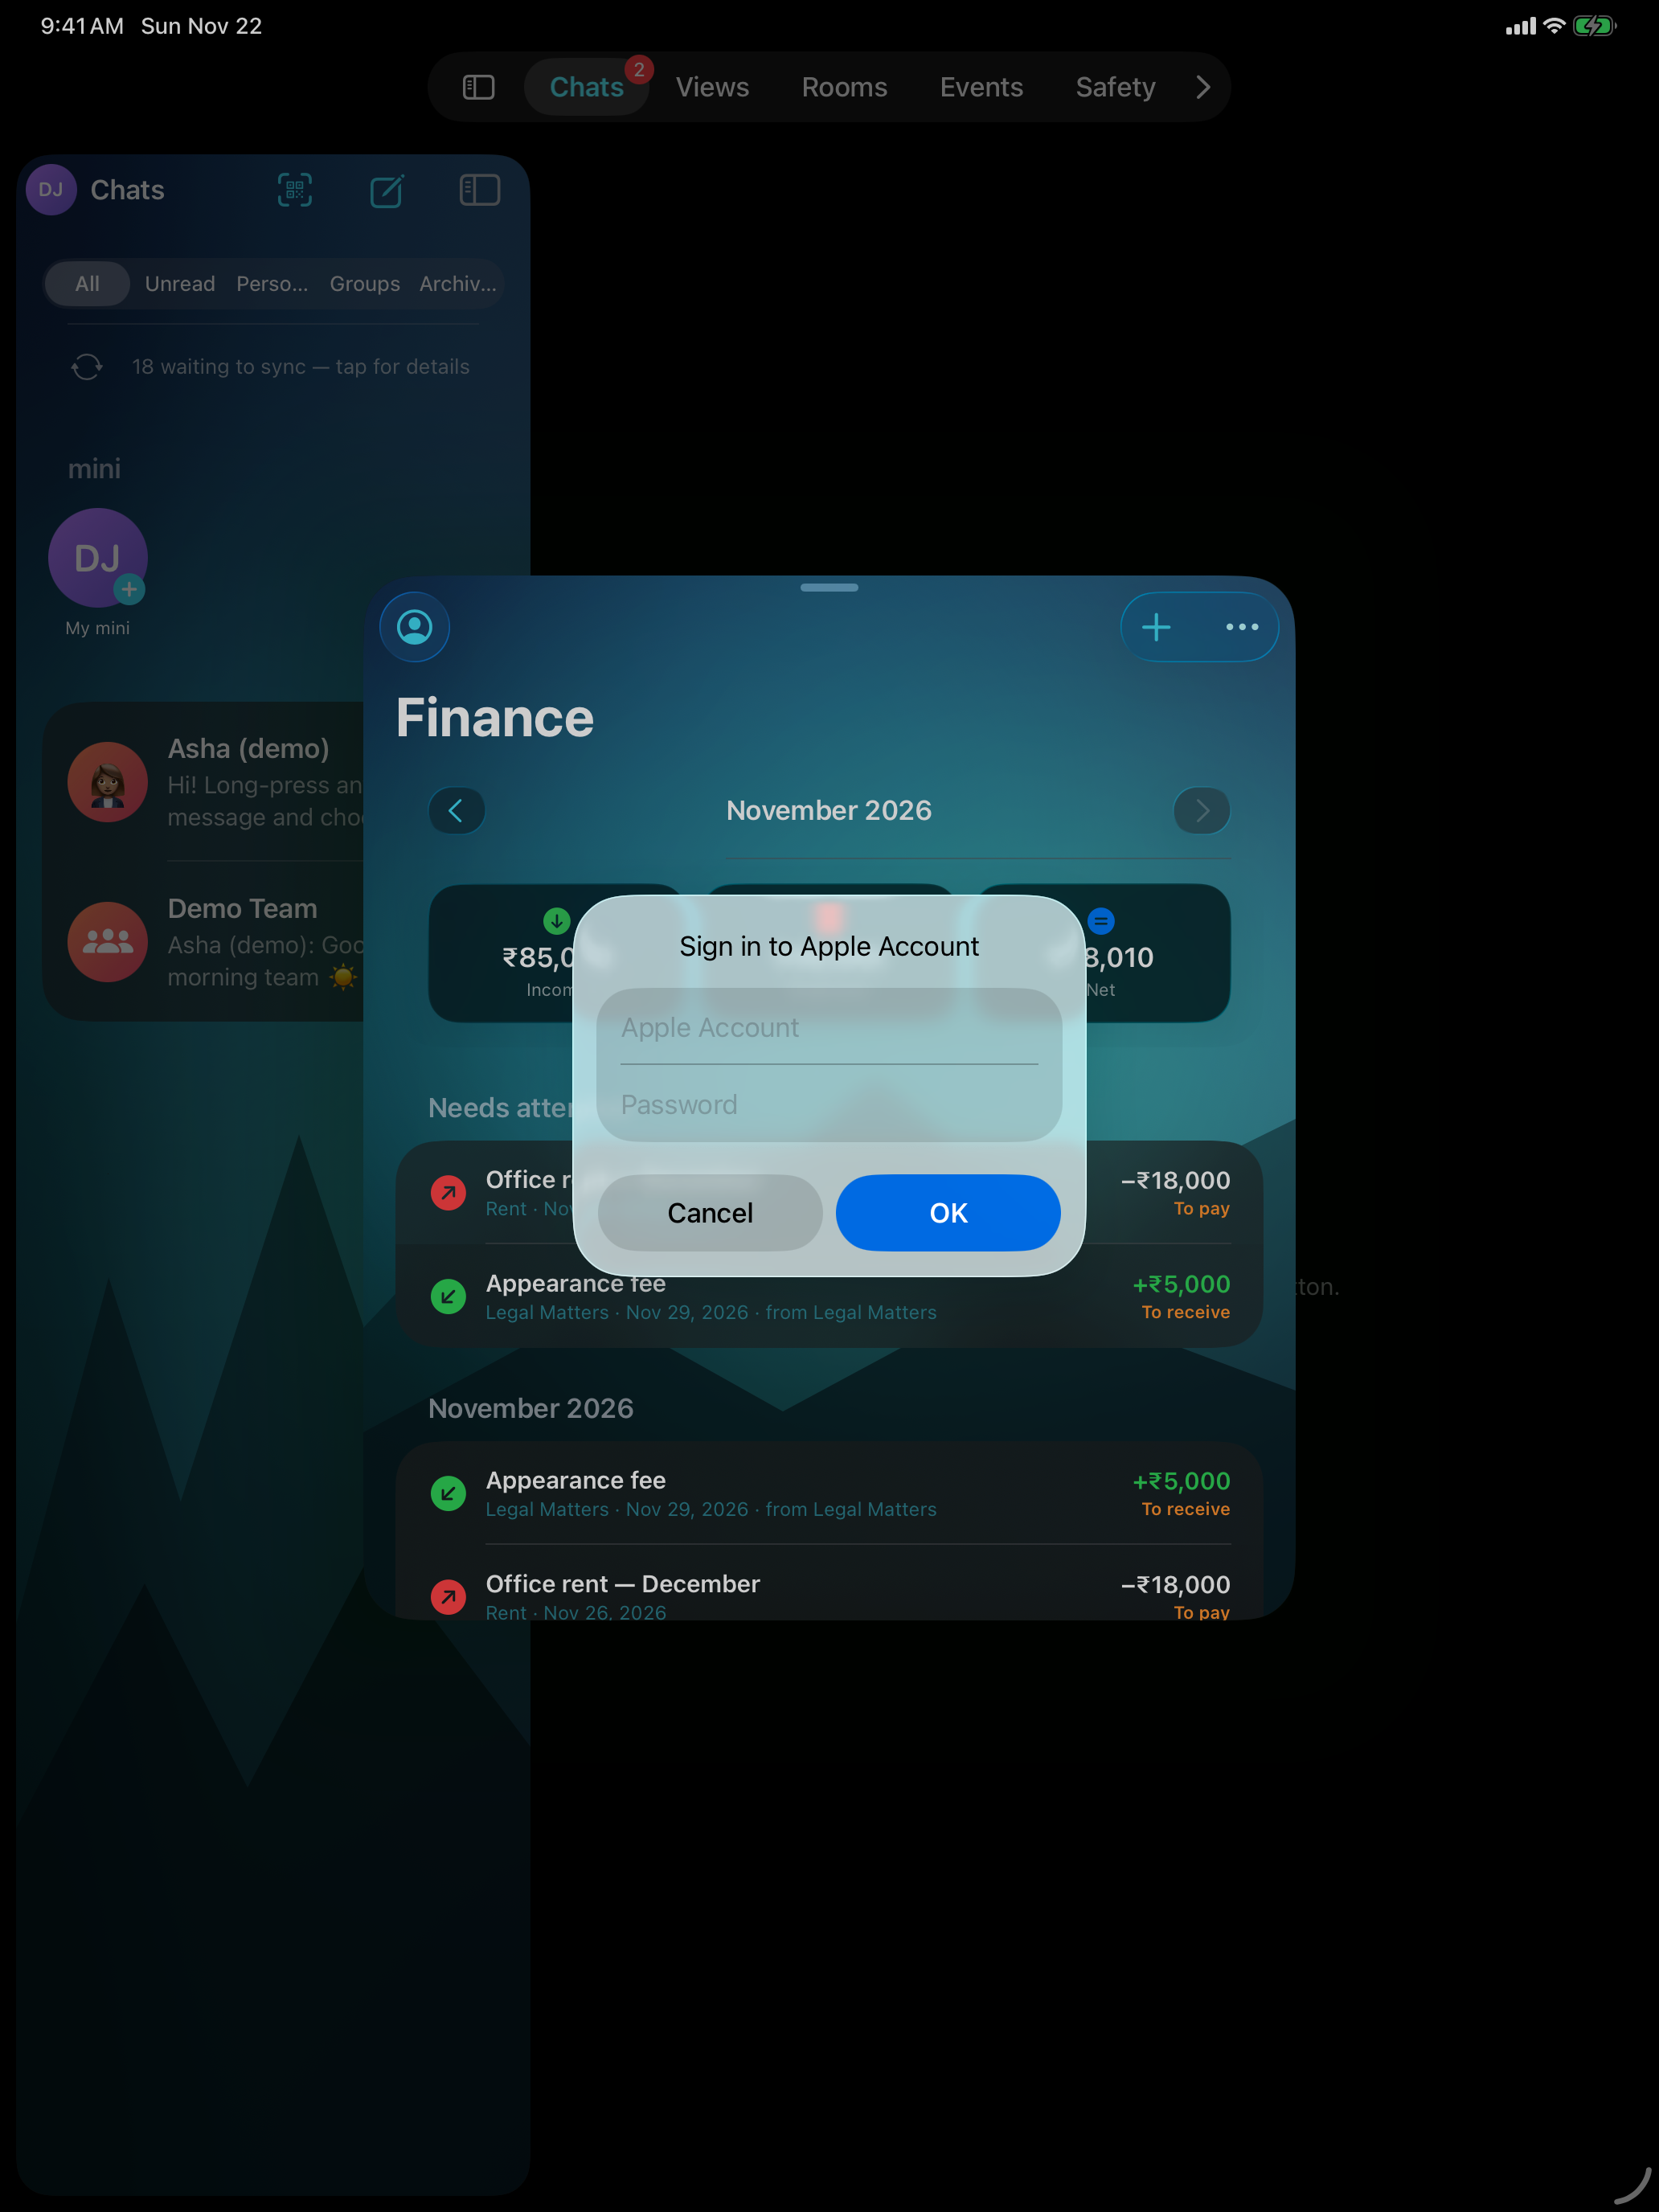 9:41 AM Sun Nov 22
Chats 2 Views Rooms Events Safety
DJ Chats
All Unread Perso... Groups Archiv...
18 waiting to sync — tap for details
mini
DJ
My mini
Asha (demo)
Hi! Long-press an
message and cho
Demo Team
Asha (demo): Goo
morning team ☀️
Finance
November 2026
₹85,0
Incom
8,010
Net
Sign in to Apple Account
Apple Account
Password
Cancel OK
Needs atten
Office r
Rent · Nov
−₹18,000
To pay
Appearance fee
Legal Matters · Nov 29, 2026 · from Legal Matters
+₹5,000
To receive
tton.
November 2026
Appearance fee
Legal Matters · Nov 29, 2026 · from Legal Matters
+₹5,000
To receive
Office rent — December
Rent · Nov 26, 2026
−₹18,000
To pay